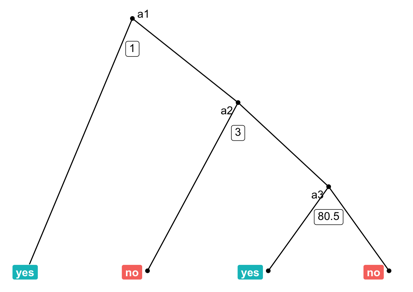 a1
1
a2
3
a3
80.5
yes
no
yes
no